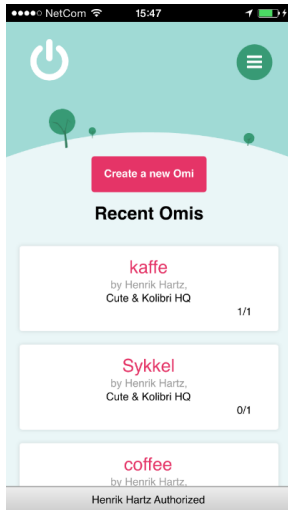 NetCom 15:47
Create a new Omi
Recent Omis
kaffe
by Henrik Hartz,
Cute & Kolibri HQ
1/1
Sykkel
by Henrik Hartz,
Cute & Kolibri HQ
0/1
coffee
by Henrik Hartz,
Henrik Hartz Authorized